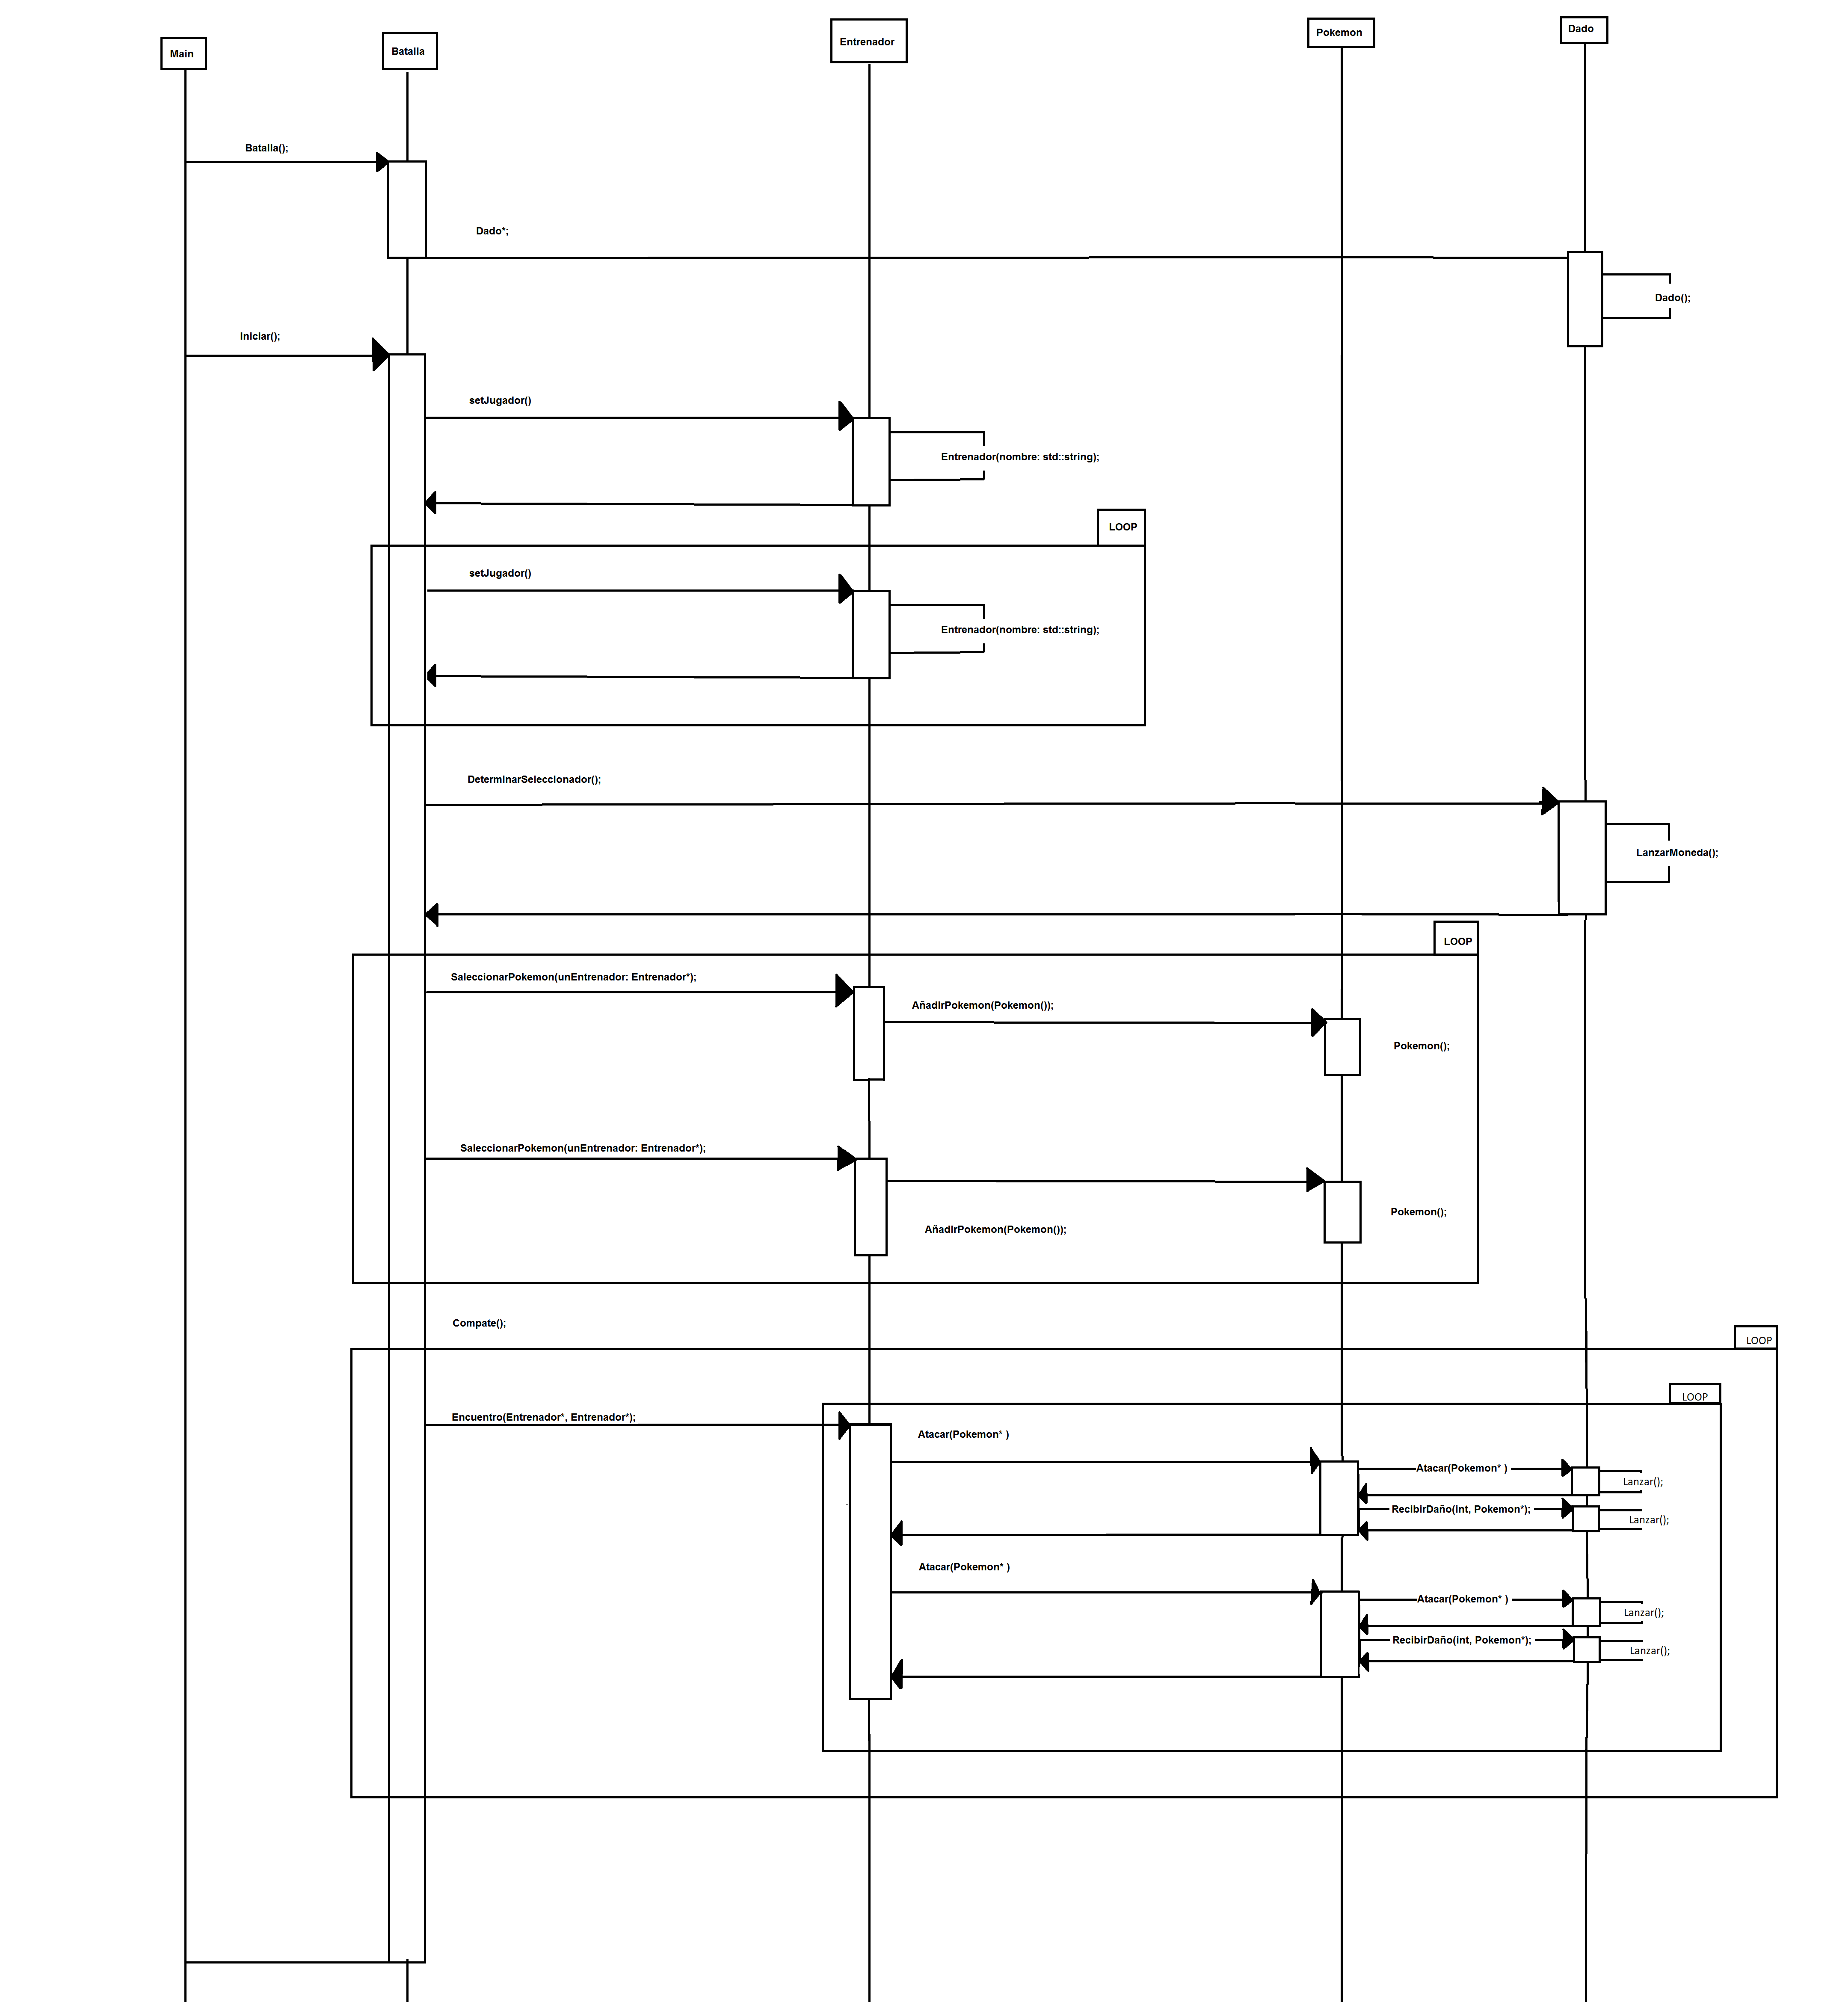 Main
Batalla
Entrenador
Pokemon
Dado
Batalla();
Dado*;
Dado();
Iniciar();
setJugador()
Entrenador(nombre: std::string);
LOOP
setJugador()
Entrenador(nombre: std::string);
DeterminarSeleccionador();
LanzarMoneda();
LOOP
SaleccionarPokemon(unEntrenador: Entrenador*);
AñadirPokemon(Pokemon());
Pokemon();
SaleccionarPokemon(unEntrenador: Entrenador*);
Pokemon();
AñadirPokemon(Pokemon());
Compate();
LOOP
LOOP
Encuentro(Entrenador*, Entrenador*);
Atacar(Pokemon* )
Atacar(Pokemon* )
Lanzar();
RecibirDaño(int, Pokemon*);
Lanzar();
Atacar(Pokemon* )
Atacar(Pokemon* )
Lanzar();
RecibirDaño(int, Pokemon*);
Lanzar();